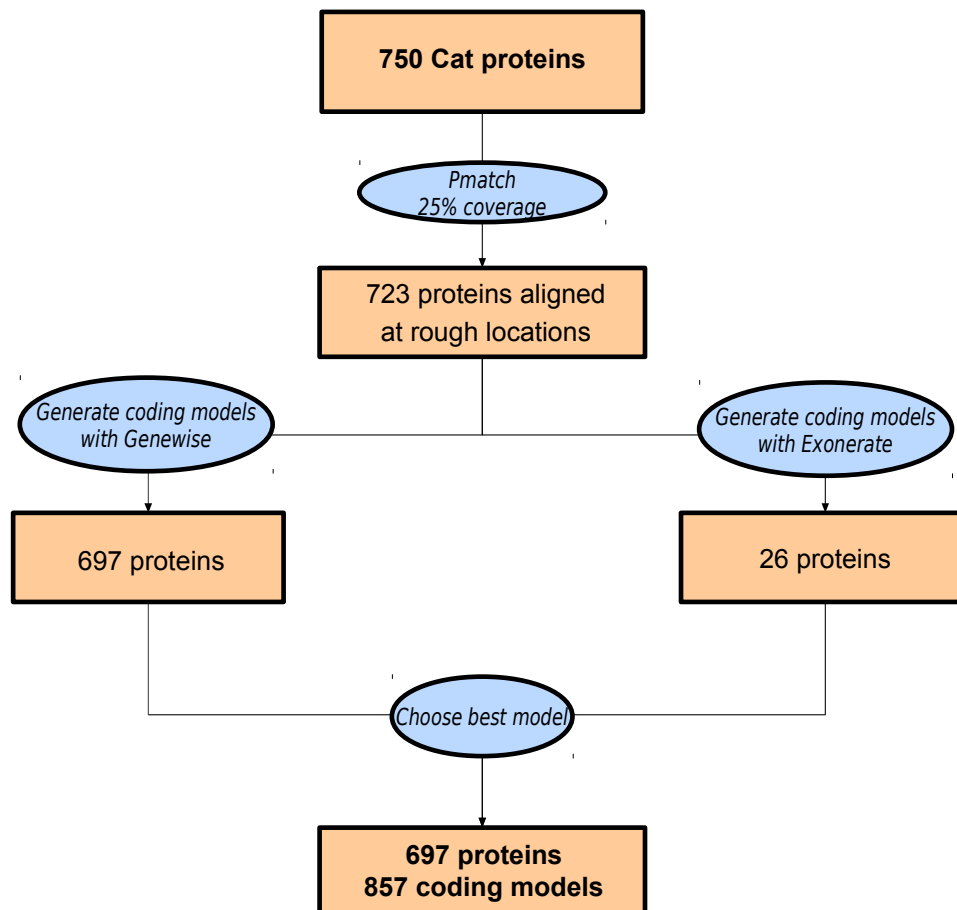 750 Cat proteins
Pmatch
25% coverage
723 proteins aligned
at rough locations
Generate coding models
with Genewise
Generate coding models
with Exonerate
697 proteins
26 proteins
Choose best model
697 proteins
857 coding models